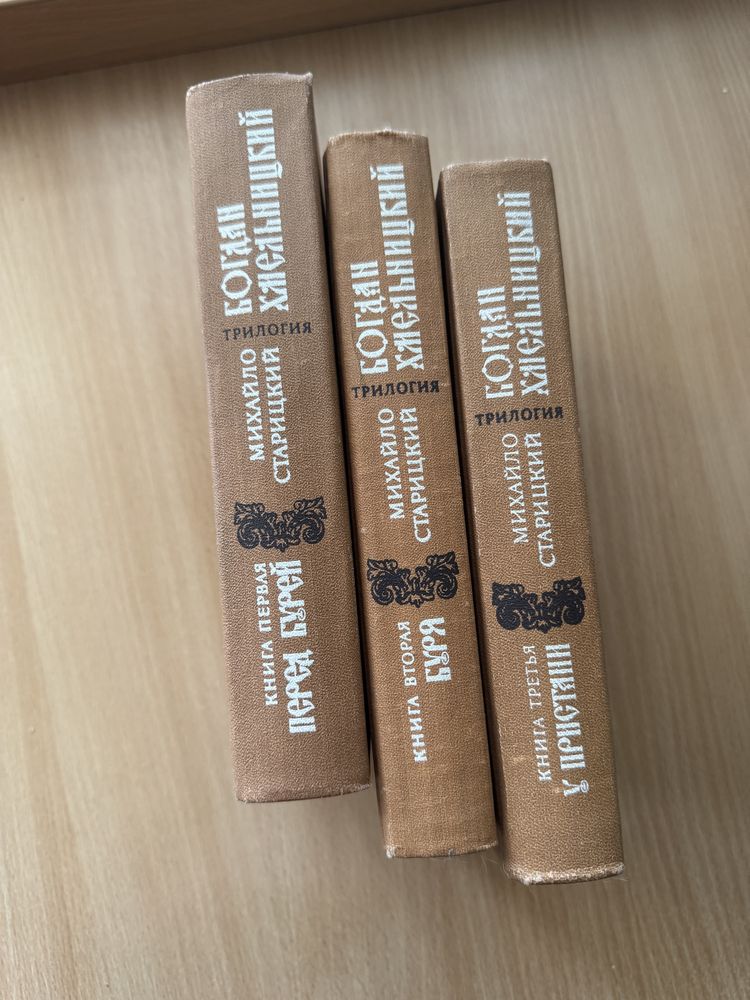 БОГДАН
ХМЕЛЬНИЦКИЙ
ТРИЛОГИЯ
МИХАЙЛО
СТАРИЦКИЙ
КНИГА ПЕРВАЯ
ПЕРЕД БУРЕЙ
БОГДАН
ХМЕЛЬНИЦКИЙ
ТРИЛОГИЯ
МИХАЙЛО
СТАРИЦКИЙ
КНИГА ВТОРАЯ
БУРЯ
БОГДАН
ХМЕЛЬНИЦКИЙ
ТРИЛОГИЯ
МИХАЙЛО
СТАРИЦКИЙ
КНИГА ТРЕТЬЯ
У ПРИСТАНИ